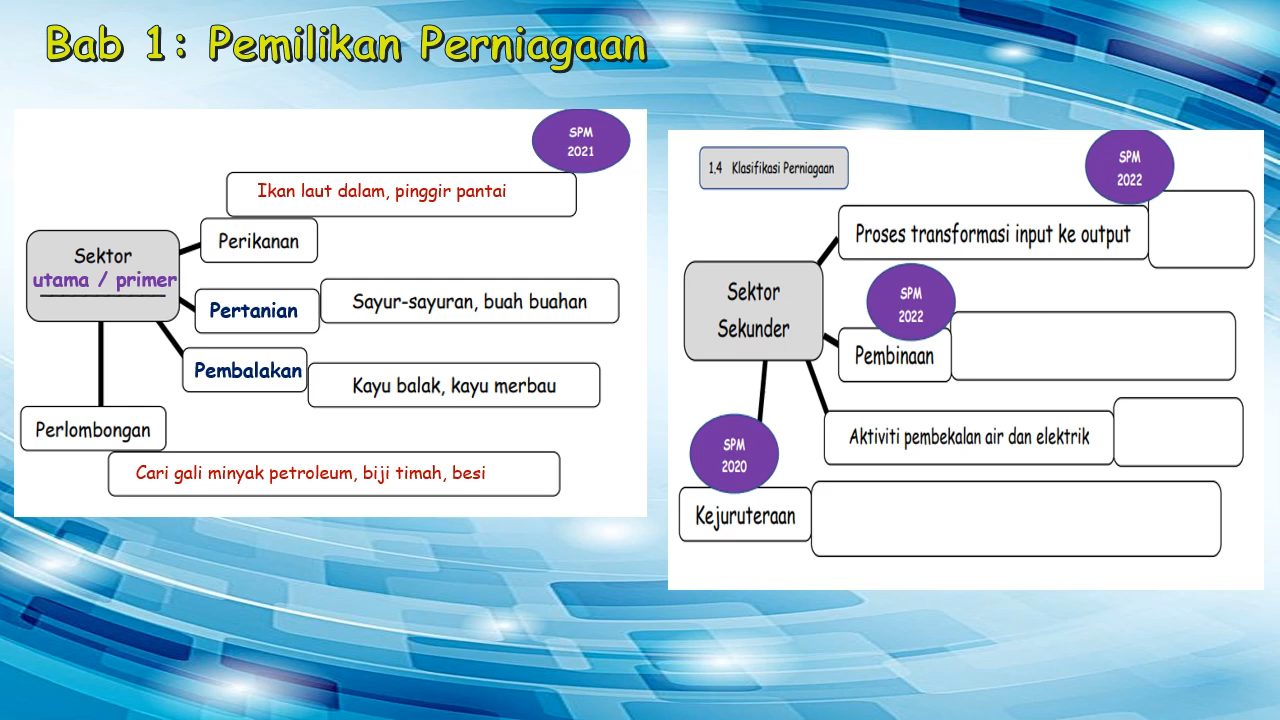 Bab 1: Pemilikan Perniagaan
SPM
2021
Ikan laut dalam, pinggir pantai
Perikanan
Sektor
utama / primer
Pertanian
Sayur-sayuran, buah buahan
Pembalakan
Kayu balak, kayu merbau
Perlombongan
Cari gali minyak petroleum, biji timah, besi
1.4 Klasifikasi Perniagaan
SPM
2022
Proses transformasi input ke output
Sektor
Sekunder
SPM
2022
Pembinaan
Aktiviti pembekalan air dan elektrik
SPM
2020
Kejuruteraan